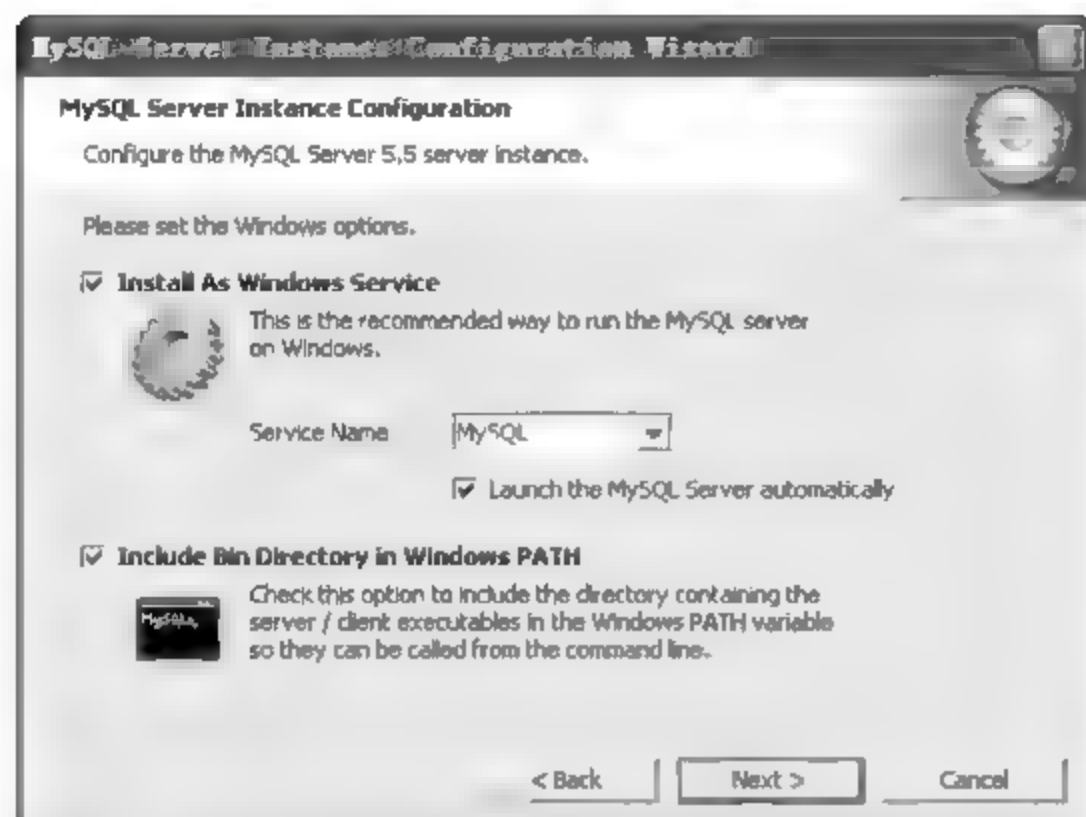 MySQL Server Instance Configuration Wizard
MySQL Server Instance Configuration
Configure the MySQL Server 5.5 server instance.
Please set the Windows options.
Install As Windows Service
This is the recommended way to run the MySQL server
on Windows.
Service Name MySQL
Launch the MySQL Server automatically
Include Bin Directory in Windows PATH
Check this option to include the directory containing the
server / client executables in the Windows PATH variable
so they can be called from the command line.
< Back Next > Cancel